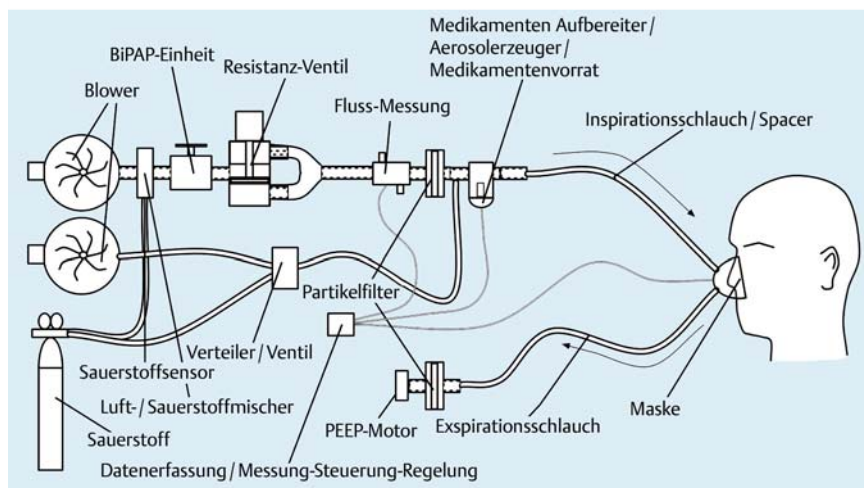 Medikamenten Aufbereiter/
Aerosolerzeuger/
Medikamentenvorrat
BiPAP-Einheit
Resistanz-Ventil
Blower
Fluss-Messung
Inspirationsschlauch/Spacer
Partikelfilter
Verteiler/Ventil
Sauerstoffsensor
Luft-/Sauerstoffmischer
Sauerstoff
PEEP-Motor
Exspirationsschlauch
Maske
Datenerfassung/Messung-Steuerung-Regelung